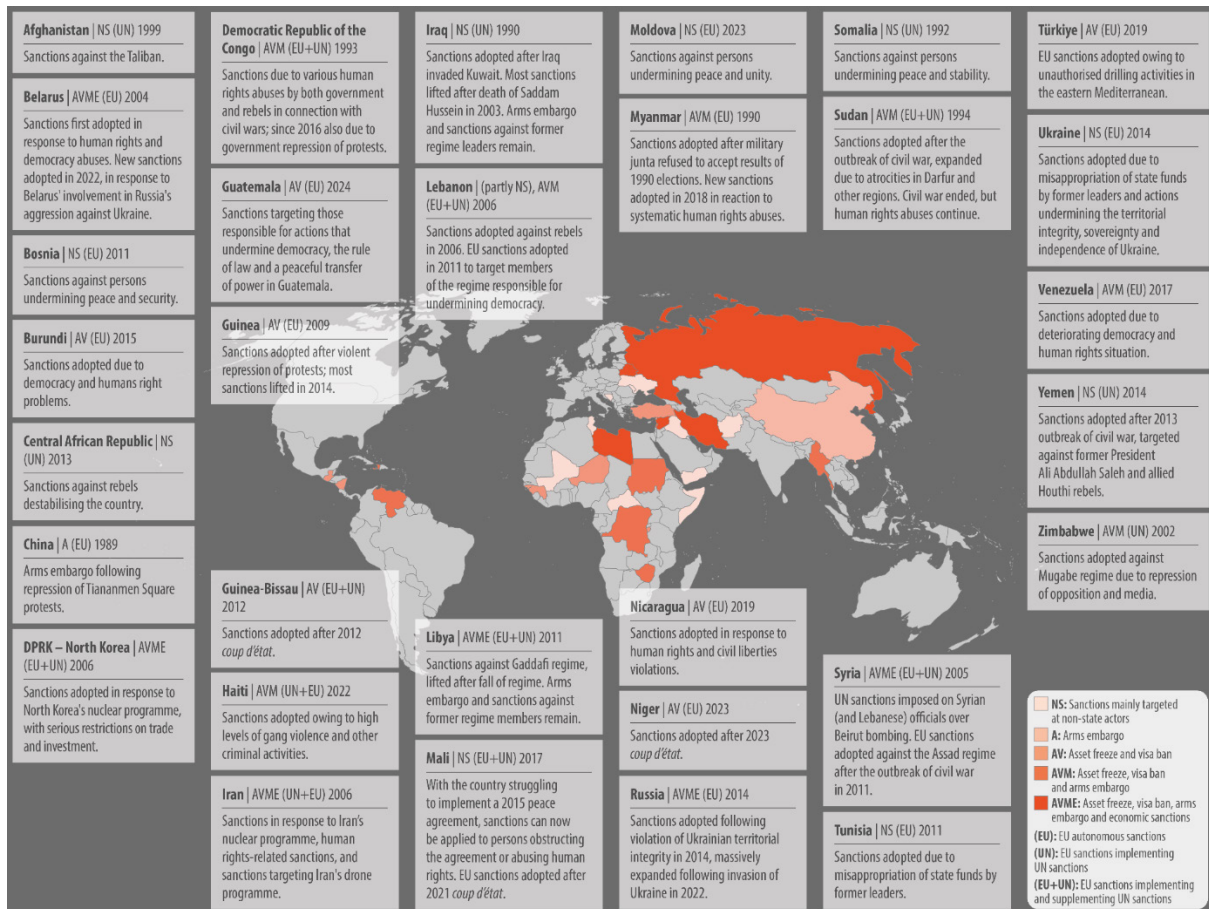 Afghanistan | NS (UN) 1999
Sanctions against the Taliban.
Belarus | AVME (EU) 2004
Sanctions first adopted in
response to human rights and
democracy abuses. New sanctions
adopted in 2022, in response to
Belarus' involvement in Russia's
aggression against Ukraine.
Bosnia | NS (EU) 2011
Sanctions against persons
undermining peace and security.
Burundi | AV (EU) 2015
Sanctions adopted due to
democracy and humans right
problems.
Central African Republic | NS
(UN) 2013
Sanctions against rebels
destabilising the country.
China | A (EU) 1989
Arms embargo following
repression of Tiananmen Square
protests.
DPRK – North Korea | AVME
(EU+UN) 2006
Sanctions adopted in response to
North Korea's nuclear programme,
with serious restrictions on trade
and investment.
Democratic Republic of the
Congo | AVM (EU+UN) 1993
Sanctions due to various human
rights abuses by both government
and rebels in connection with
civil wars; since 2016 also due to
government repression of protests.
Guatemala | AV (EU) 2024
Sanctions targeting those
responsible for actions that
undermine democracy, the rule
of law and a peaceful transfer
of power in Guatemala.
Guinea | AV (EU) 2009
Sanctions adopted after violent
repression of protests; most
sanctions lifted in 2014.
Guinea-Bissau | AV (EU+UN)
2012
Sanctions adopted after 2012
coup d'état.
Haiti | AVM (UN+EU) 2022
Sanctions adopted owing to high
levels of gang violence and other
criminal activities.
Iran | AVME (UN+EU) 2006
Sanctions in response to Iran's
nuclear programme, human
rights-related sanctions, and
sanctions targeting Iran's drone
programme.
Iraq | NS (UN) 1990
Sanctions adopted after Iraq
invaded Kuwait. Most sanctions
lifted after death of Saddam
Hussein in 2003. Arms embargo
and sanctions against former
regime leaders remain.
Lebanon | (partly NS), AVM
(EU+UN) 2006
Sanctions adopted against rebels
in 2006. EU sanctions adopted
in 2011 to target members
of the regime responsible for
undermining democracy.
Libya | AVME (EU+UN) 2011
Sanctions against Gaddafi regime,
lifted after fall of regime. Arms
embargo and sanctions against
former regime members remain.
Mali | NS (EU+UN) 2017
With the country struggling
to implement a 2015 peace
agreement, sanctions can now
be applied to persons obstructing
the agreement or abusing human
rights. EU sanctions adopted after
2021 coup d'état.
Moldova | NS (EU) 2023
Sanctions against persons
undermining peace and unity.
Myanmar | AVM (EU) 1990
Sanctions adopted after military
junta refused to accept results of
1990 elections. New sanctions
adopted in 2018 in reaction to
systematic human rights abuses.
Nicaragua | AV (EU) 2019
Sanctions adopted in response to
human rights and civil liberties
violations.
Niger | AV (EU) 2023
Sanctions adopted after 2023
coup d'état.
Russia | AVME (EU) 2014
Sanctions adopted following
violation of Ukrainian territorial
integrity in 2014, massively
expanded following invasion of
Ukraine in 2022.
Somalia | NS (UN) 1992
Sanctions against persons
undermining peace and stability.
Sudan | AVM (EU+UN) 1994
Sanctions adopted after the
outbreak of civil war, expanded
due to atrocities in Darfur and
other regions. Civil war ended, but
human rights abuses continue.
Syria | AVME (EU+UN) 2005
UN sanctions imposed on Syrian
(and Lebanese) officials over
Beirut bombing. EU sanctions
adopted against the Assad regime
after the outbreak of civil war
in 2011.
Tunisia | NS (EU) 2011
Sanctions adopted due to
misappropriation of state funds by
former leaders.
Türkiye | AV (EU) 2019
EU sanctions adopted owing to
unauthorised drilling activities in
the eastern Mediterranean.
Ukraine | NS (EU) 2014
Sanctions adopted due to
misappropriation of state funds
by former leaders and actions
undermining the territorial
integrity, sovereignty and
independence of Ukraine.
Venezuela | AVM (EU) 2017
Sanctions adopted due to
deteriorating democracy and
human rights situation.
Yemen | NS (UN) 2014
Sanctions adopted after 2013
outbreak of civil war, targeted
against former President
Ali Abdullah Saleh and allied
Houthi rebels.
Zimbabwe | AVM (UN) 2002
Sanctions adopted against
Mugabe regime due to repression
of opposition and media.
NS: Sanctions mainly targeted
at non-state actors
A: Arms embargo
AV: Asset freeze and visa ban
AVM: Asset freeze, visa ban
and arms embargo
AVME: Asset freeze, visa ban, arms
embargo and economic sanctions
(EU): EU autonomous sanctions
(UN): EU sanctions implementing
UN sanctions
(EU+UN): EU sanctions implementing
and supplementing UN sanctions